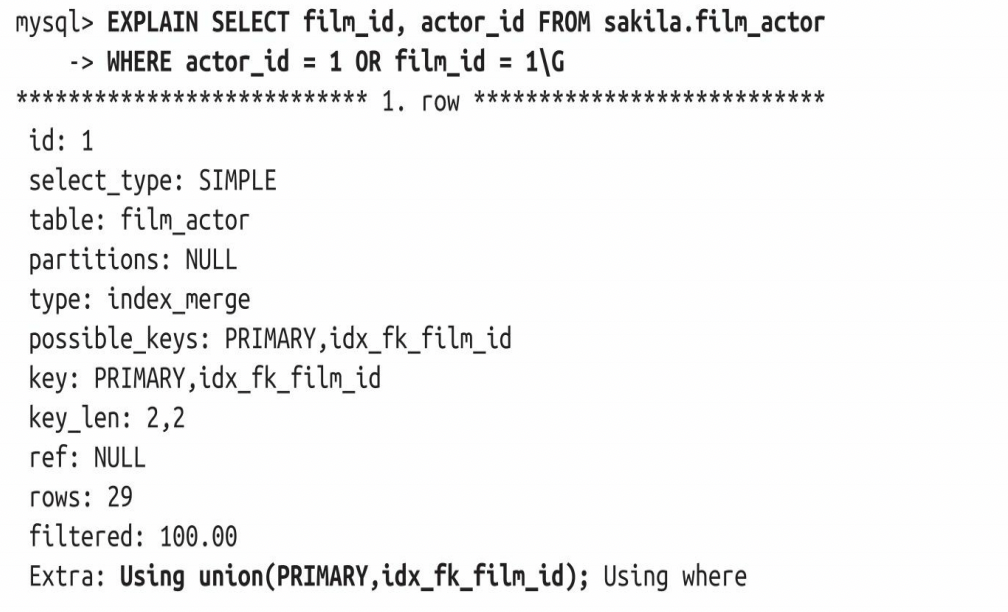 mysql> EXPLAIN SELECT film_id, actor_id FROM sakila.film_actor
-> WHERE actor_id = 1 OR film_id = 1\G
*************************** 1. row ***************************
id: 1
select_type: SIMPLE
table: film_actor
partitions: NULL
type: index_merge
possible_keys: PRIMARY,idx_fk_film_id
key: PRIMARY,idx_fk_film_id
key_len: 2,2
ref: NULL
rows: 29
filtered: 100.00
Extra: Using union(PRIMARY,idx_fk_film_id); Using where